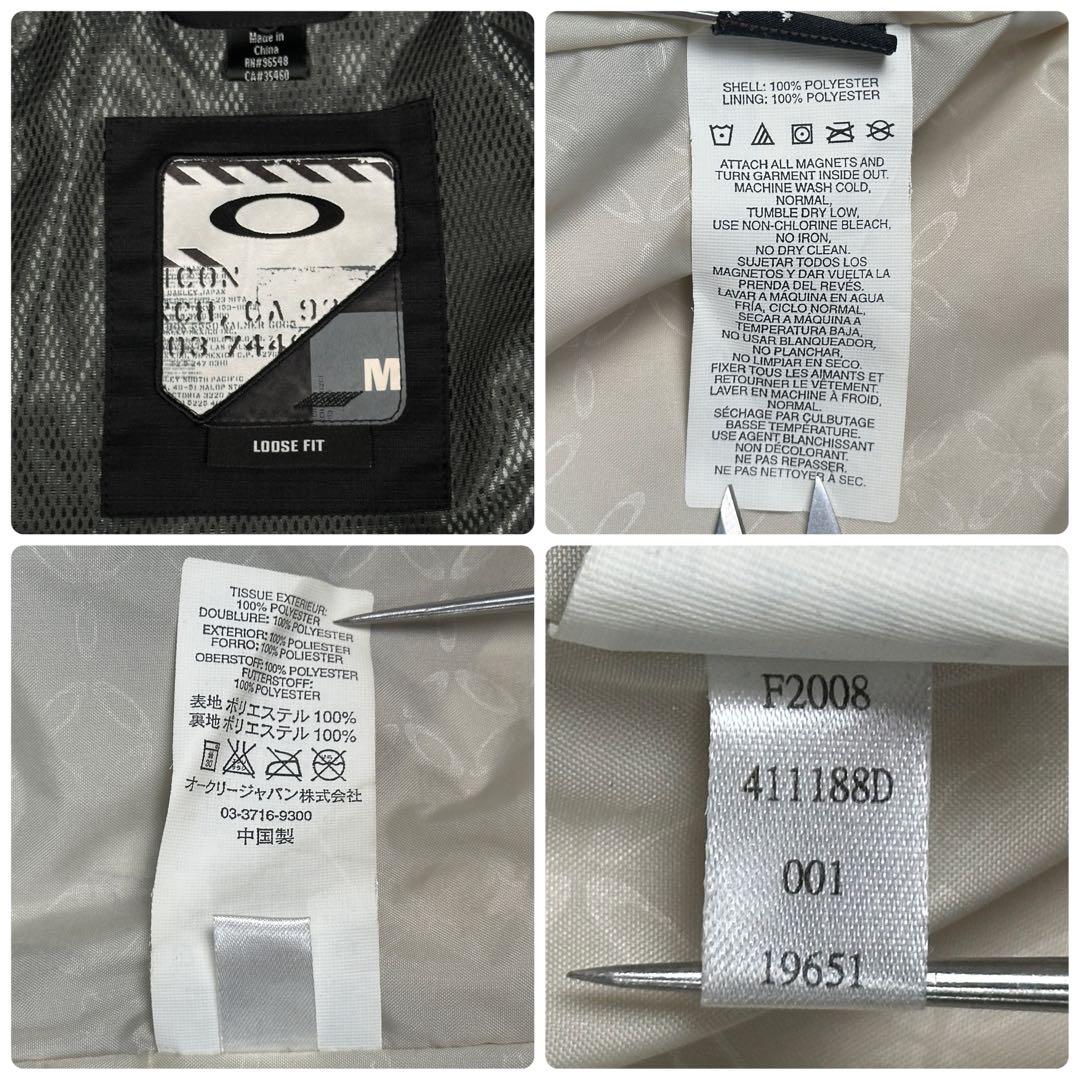 Made in
China
RN#96548
CA#35460
ICON
CH, CA 92
M
LOOSE FIT
SHELL: 100% POLYESTER
LINING: 100% POLYESTER
ATTACH ALL MAGNETS AND
TURN GARMENT INSIDE OUT.
MACHINE WASH COLD,
NORMAL,
TUMBLE DRY LOW,
USE NON-CHLORINE BLEACH,
NO IRON,
NO DRY CLEAN.
SUJETAR TODOS LOS
MAGNETOS Y DAR VUELTA LA
PRENDA DEL REVÉS.
LAVAR A MÁQUINA EN AGUA
FRÍA, CICLO NORMAL,
SECAR A MÁQUINA A
TEMPERATURA BAJA,
NO USAR BLANQUEADOR,
NO PLANCHAR,
NO LIMPIAR EN SECO.
FIXER TOUS LES AIMANTS ET
RETOURNER LE VÊTEMENT.
LAVER EN MACHINE À FROID,
NORMAL.
SÉCHAGE PAR CULBUTAGE
BASSE TEMPÉRATURE.
USE AGENT BLANCHISSANT
NON DÉCOLORANT.
NE PAS REPASSER,
NE PAS NETTOYER À SEC.
TISSUE EXTERIEUR:
100% POLYESTER
DOUBLURE: 100% POLYESTER
EXTERIOR: 100% POLIESTER
FORRO: 100% POLIESTER
OBERSTOFF: 100% POLYESTER
FUTTERSTOFF:
100% POLYESTER
表地 ポリエステル 100%
裏地 ポリエステル 100%
オークリージャパン株式会社
03-3716-9300
中国製
F2008
411188D
001
19651